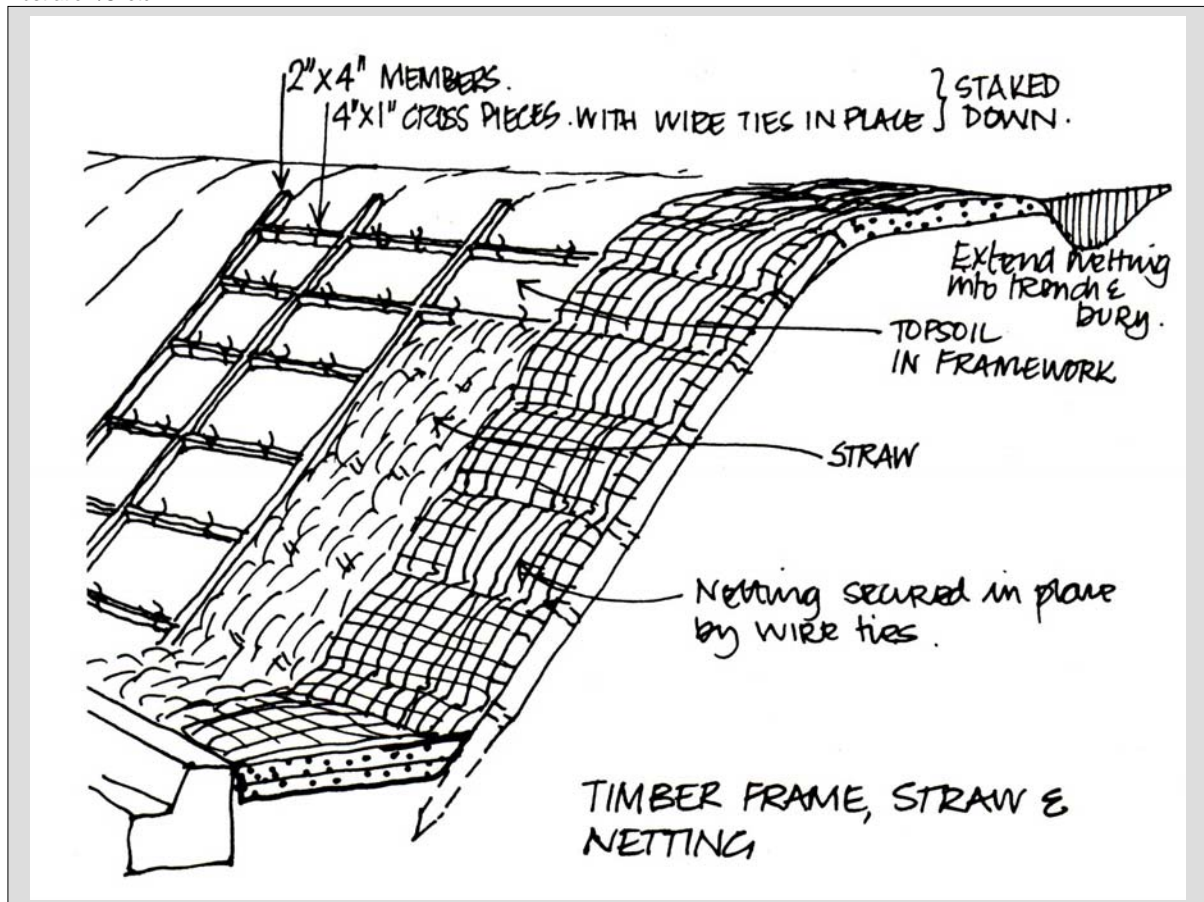 2"X4" MEMBERS.
4"X1" CROSS PIECES. WITH WIRE TIES IN PLACE } STAKED
DOWN.
Extend netting
into trench &
bury.
TOPSOIL
IN FRAMEWORK
STRAW
Netting secured in place
by WIRE ties.
TIMBER FRAME, STRAW &
NETTING